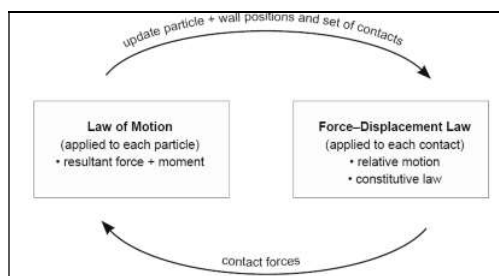 update particle + wall positions and set of contacts
Law of Motion
(applied to each particle)
• resultant force + moment
Force–Displacement Law
(applied to each contact)
• relative motion
• constitutive law
contact forces